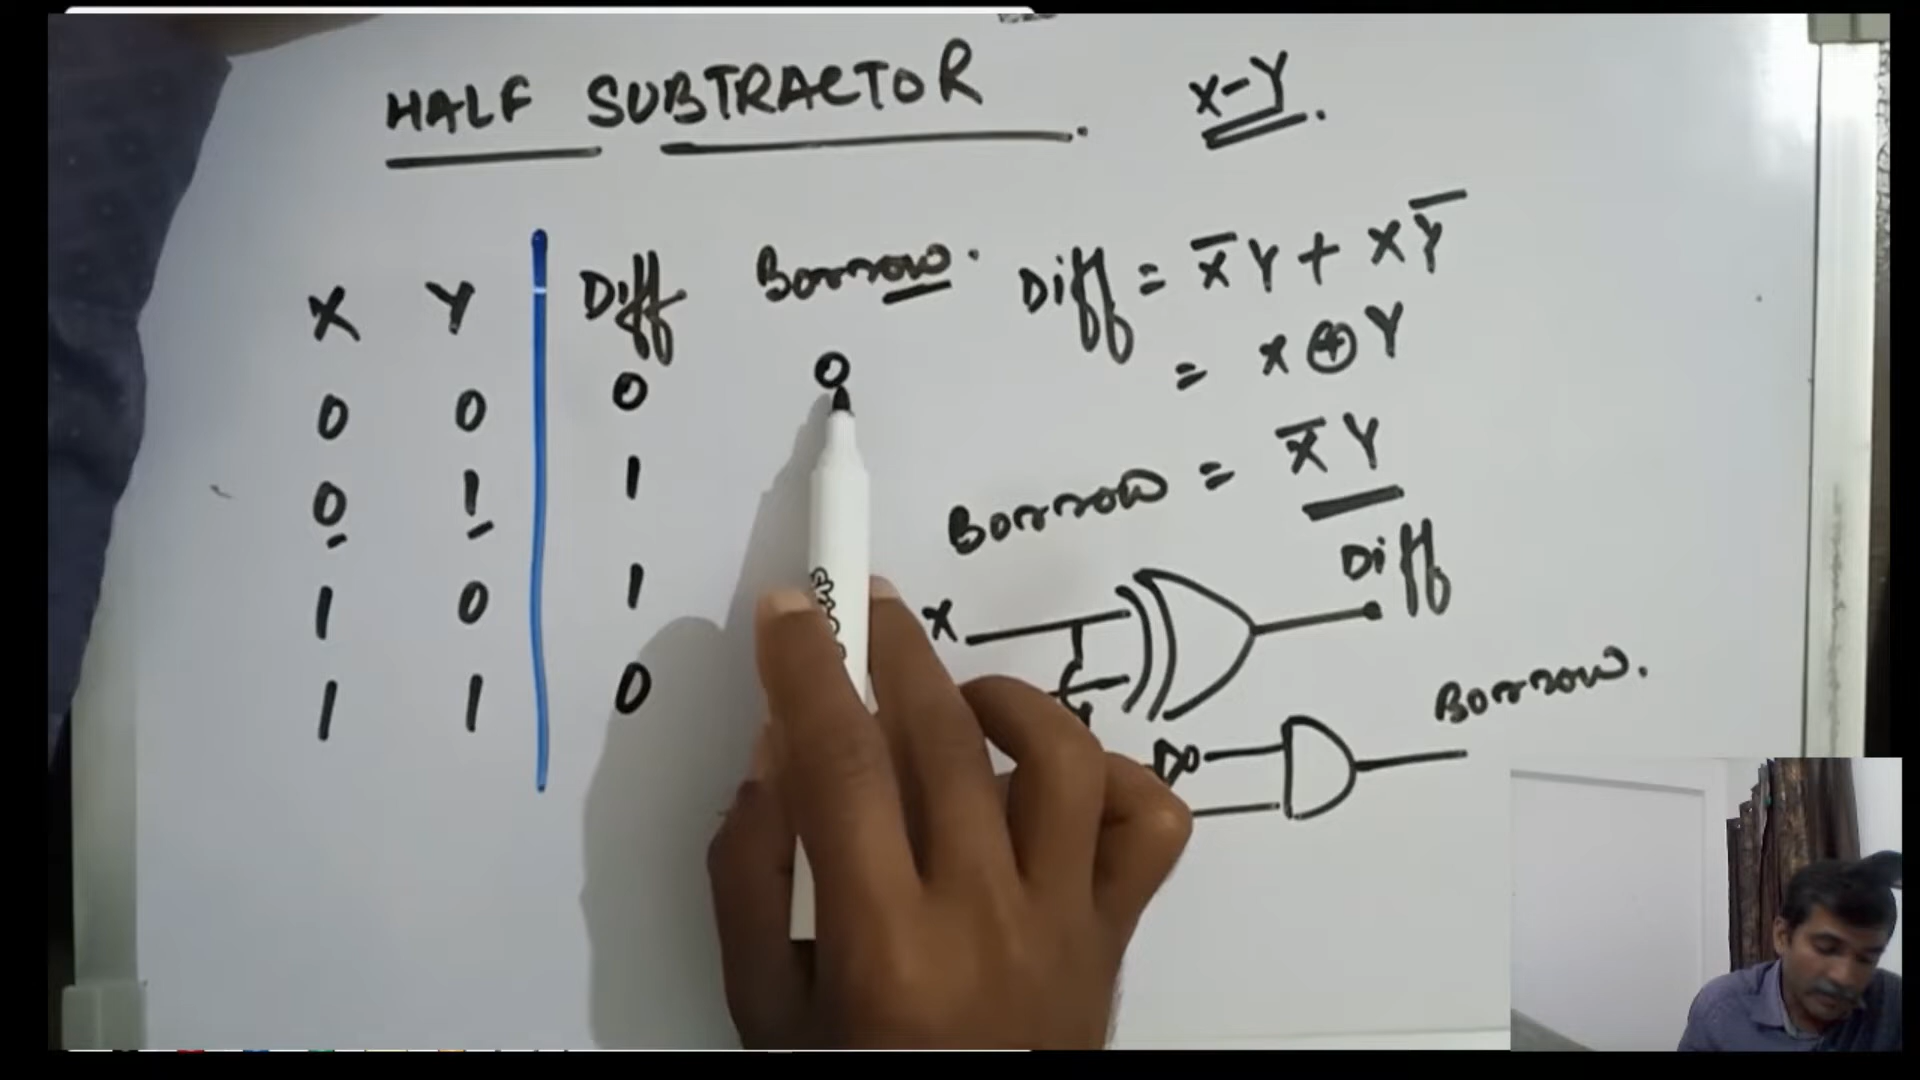 HALF SUBTRACTOR. X-Y.
X Y Diff Borrow.
0 0 0 0
0 1 1
1 0 1
1 1 0
Diff = X̅Y + XY̅
= X ⊕ Y
Borrow = X̅Y
X Diff
Borrow.